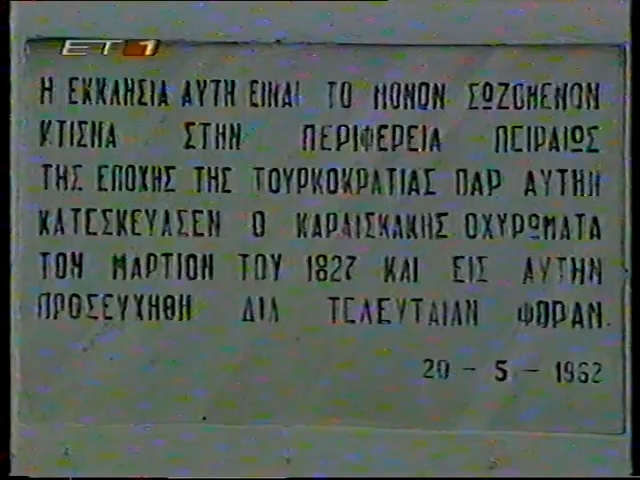 ET1
Η ΕΚΚΛΗΣΙΑ ΑΥΤΗ ΕΙΝΑΙ ΤΟ ΜΟΝΟΝ ΣΩΖΟΜΕΝΟΝ
ΚΤΙΣΜΑ ΣΤΗΝ ΠΕΡΙΦΕΡΕΙΑ ΠΕΙΡΑΙΩΣ
ΤΗΣ ΕΠΟΧΗΣ ΤΗΣ ΤΟΥΡΚΟΚΡΑΤΙΑΣ ΠΑΡ ΑΥΤΗΝ
ΚΑΤΕΣΚΕΥΑΣΕΝ Ο ΚΑΡΑΙΣΚΑΚΗΣ ΟΧΥΡΩΜΑΤΑ
ΤΟΝ ΜΑΡΤΙΟΝ ΤΟΥ 1827 ΚΑΙ ΕΙΣ ΑΥΤΗΝ
ΠΡΟΣΕΥΧΗΘΗ ΔΙΑ ΤΕΛΕΥΤΑΙΑΝ ΦΟΡΑΝ.
20 - 5 - 1962